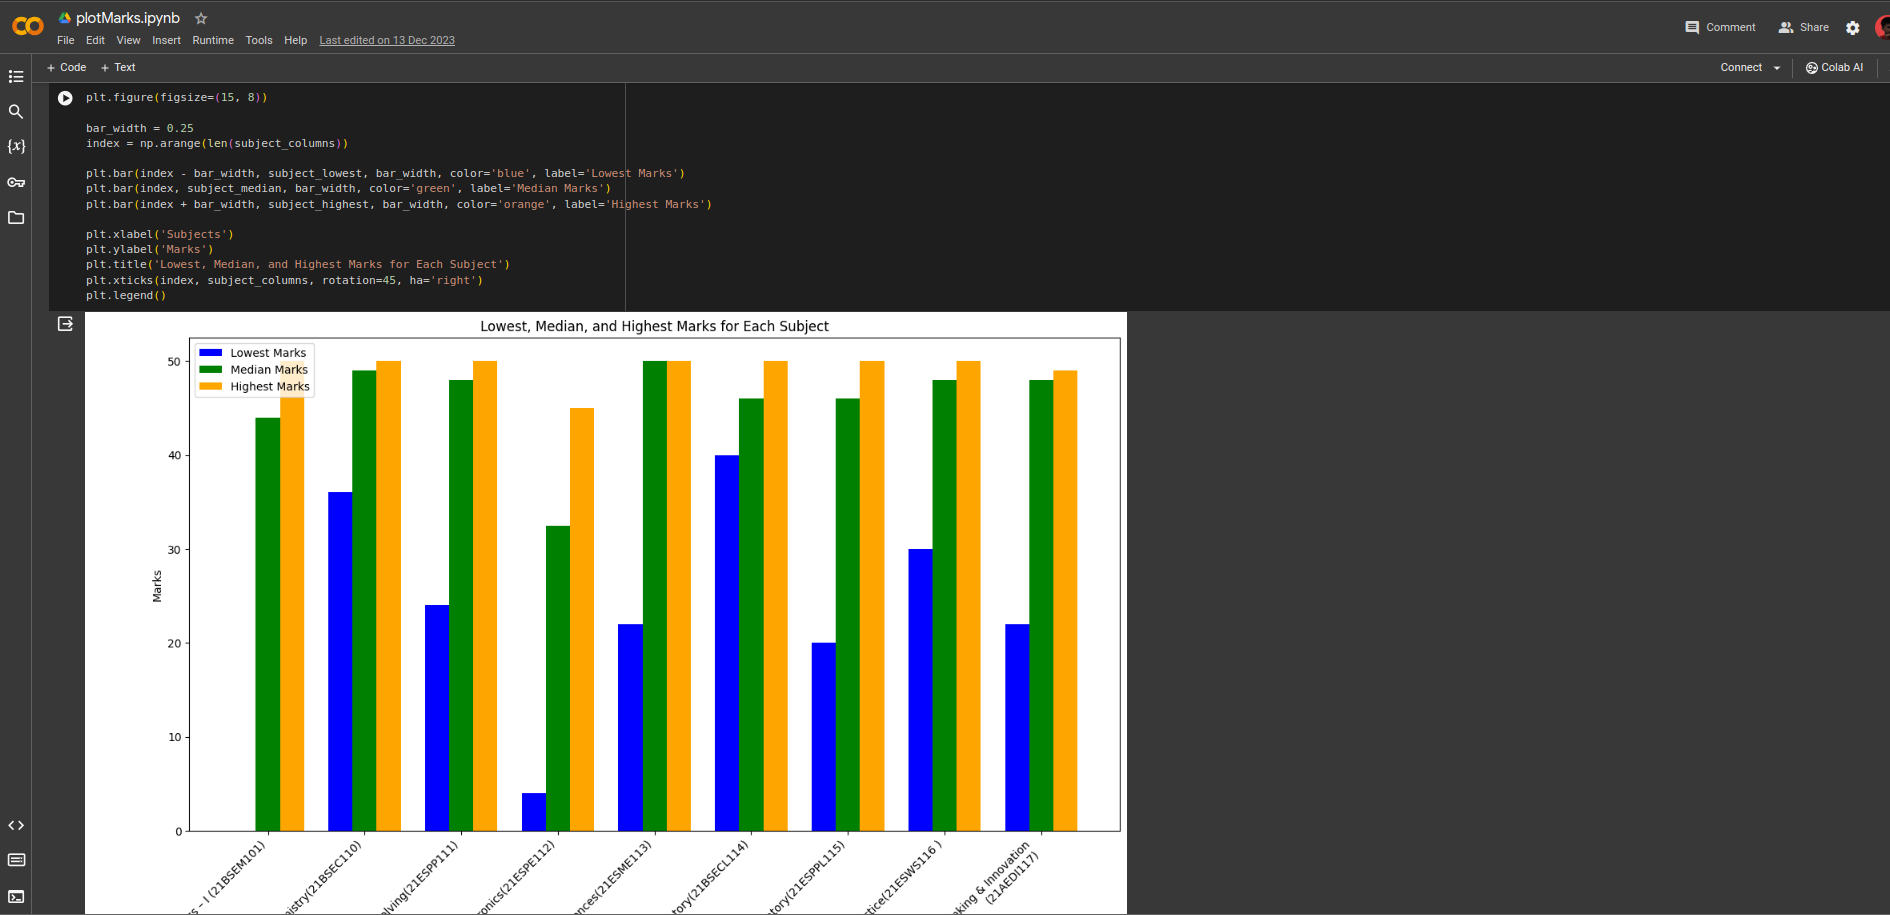 plotMarks.ipynb
File Edit View Insert Runtime Tools Help Last edited on 13 Dec 2023
Comment Share
+ Code + Text
Connect Colab AI
{x}
plt.figure(figsize=(15, 8))
bar_width = 0.25
index = np.arange(len(subject_columns))
plt.bar(index - bar_width, subject_lowest, bar_width, color='blue', label='Lowest Marks')
plt.bar(index, subject_median, bar_width, color='green', label='Median Marks')
plt.bar(index + bar_width, subject_highest, bar_width, color='orange', label='Highest Marks')
plt.xlabel('Subjects')
plt.ylabel('Marks')
plt.title('Lowest, Median, and Highest Marks for Each Subject')
plt.xticks(index, subject_columns, rotation=45, ha='right')
plt.legend()
Lowest, Median, and Highest Marks for Each Subject
Lowest Marks
Median Marks
Highest Marks
50
40
30
20
10
0
Marks
s – I (21BSEM101)
istry(21BSEC110)
lving(21ESPP111)
ronics(21ESPE112)
nces(21ESME113)
tory(21BSECL114)
tory(21ESPPL115)
tice(21ESWS116 )
king & Innovation
(21AEDI117)